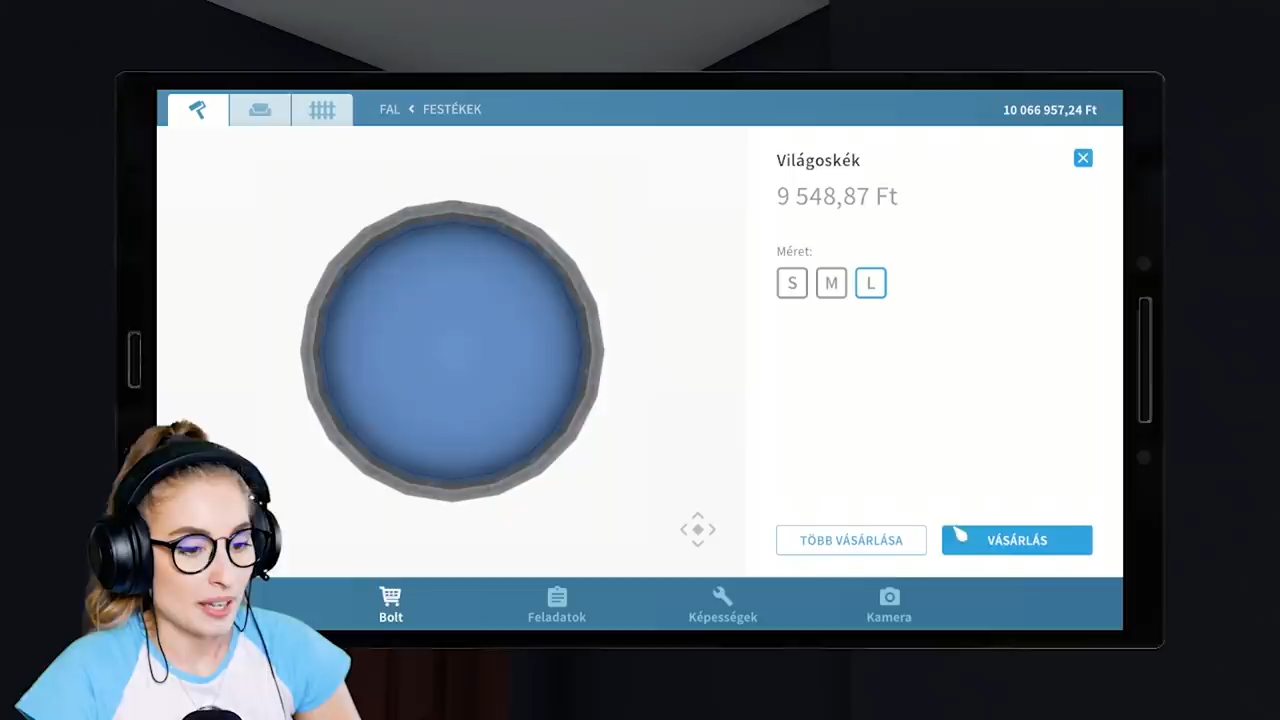 FAL < FESTÉKEK
10 066 957,24 Ft
Világoskék
9 548,87 Ft
Méret:
S M L
TÖBB VÁSÁRLÁSA
VÁSÁRLÁS
Bolt
Feladatok
Képességek
Kamera